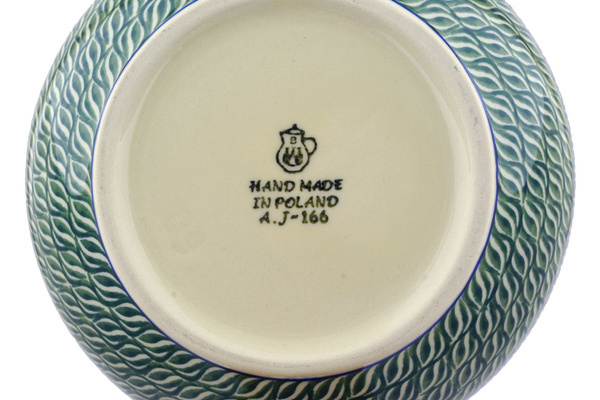 B
HAND MADE
IN POLAND
A.J-166